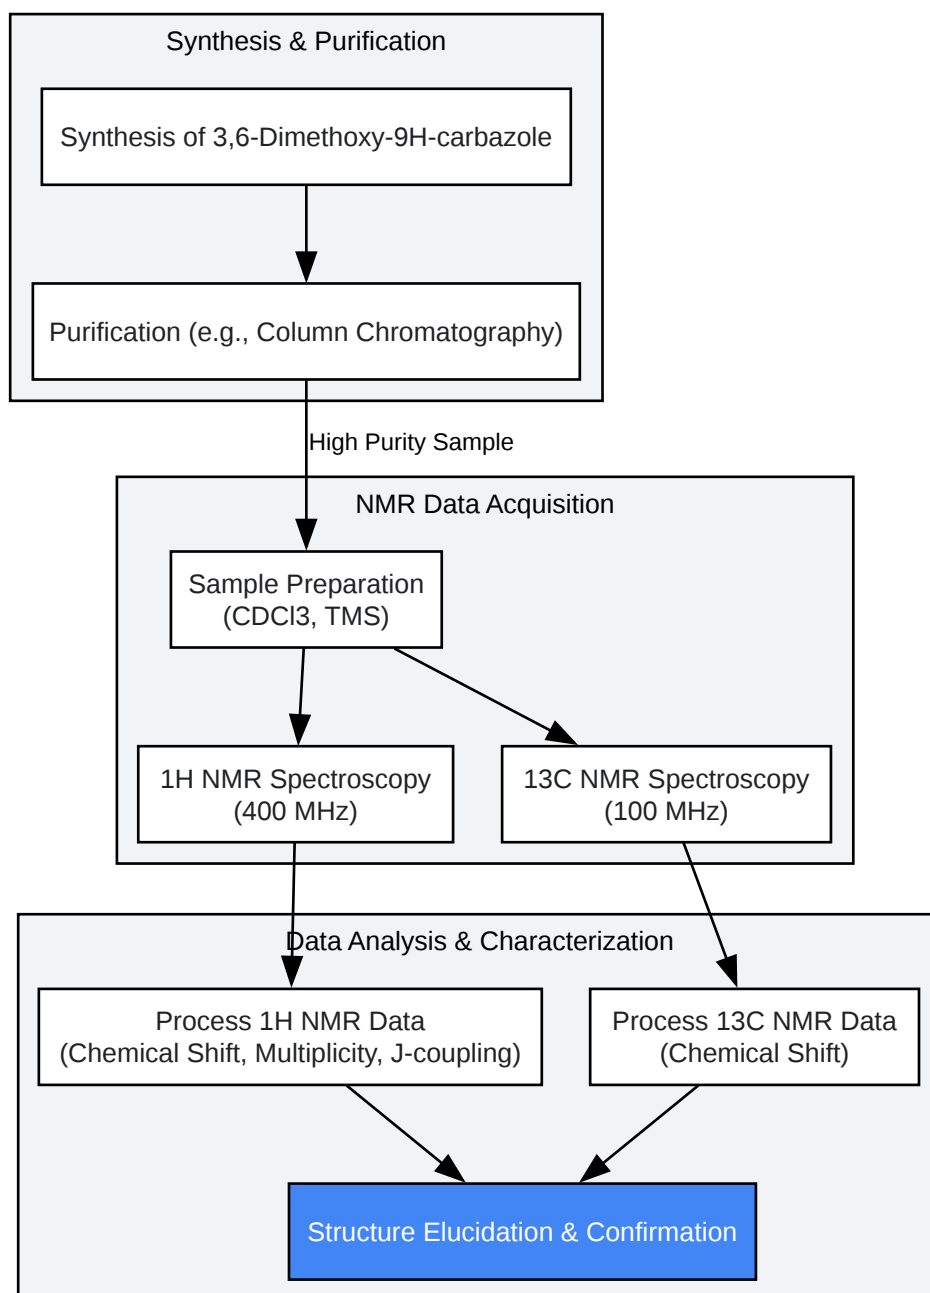 Synthesis & Purification
Synthesis of 3,6-Dimethoxy-9H-carbazole
Purification (e.g., Column Chromatography)
High Purity Sample
NMR Data Acquisition
Sample Preparation
(CDCl3, TMS)
1H NMR Spectroscopy
(400 MHz)
13C NMR Spectroscopy
(100 MHz)
Data Analysis & Characterization
Process 1H NMR Data
(Chemical Shift, Multiplicity, J-coupling)
Process 13C NMR Data
(Chemical Shift)
Structure Elucidation & Confirmation